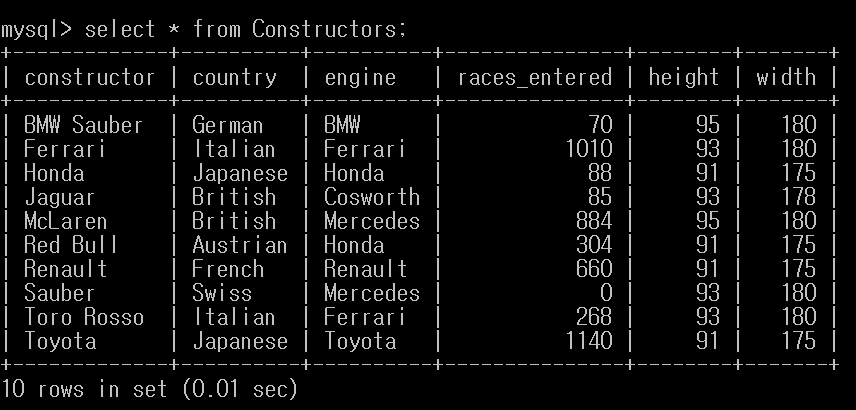 mysql> select * from Constructors;
+-------------+----------+----------+----------------+--------+-------+
| constructor | country  | engine   | races_entered | height | width |
+-------------+----------+----------+----------------+--------+-------+
| BMW Sauber  | German   | BMW      |            70 |     95 |   180 |
| Ferrari     | Italian  | Ferrari  |          1010 |     93 |   180 |
| Honda       | Japanese | Honda    |            88 |     91 |   175 |
| Jaguar      | British  | Cosworth |            85 |     93 |   178 |
| McLaren     | British  | Mercedes |           884 |     95 |   180 |
| Red Bull    | Austrian | Honda    |           304 |     91 |   175 |
| Renault     | French   | Renault  |           660 |     91 |   175 |
| Sauber      | Swiss    | Mercedes |             0 |     93 |   180 |
| Toro Rosso  | Italian  | Ferrari  |           268 |     93 |   180 |
| Toyota      | Japanese | Toyota   |          1140 |     91 |   175 |
+-------------+----------+----------+----------------+--------+-------+
10 rows in set (0.01 sec)